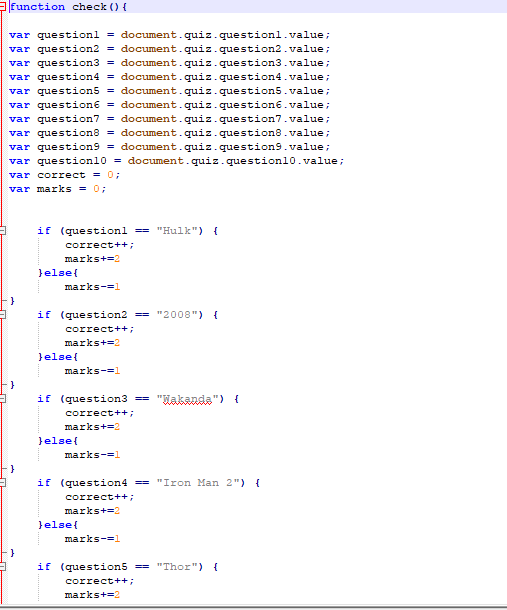 function check(){
var question1 = document.quiz.question1.value;
var question2 = document.quiz.question2.value;
var question3 = document.quiz.question3.value;
var question4 = document.quiz.question4.value;
var question5 = document.quiz.question5.value;
var question6 = document.quiz.question6.value;
var question7 = document.quiz.question7.value;
var question8 = document.quiz.question8.value;
var question9 = document.quiz.question9.value;
var question10 = document.quiz.question10.value;
var correct = 0;
var marks = 0;
if (question1 == "Hulk") {
correct++;
marks+=2
}else{
marks-=1
}
if (question2 == "2008") {
correct++;
marks+=2
}else{
marks-=1
}
if (question3 == "Wakanda") {
correct++;
marks+=2
}else{
marks-=1
}
if (question4 == "Iron Man 2") {
correct++;
marks+=2
}else{
marks-=1
}
if (question5 == "Thor") {
correct++;
marks+=2